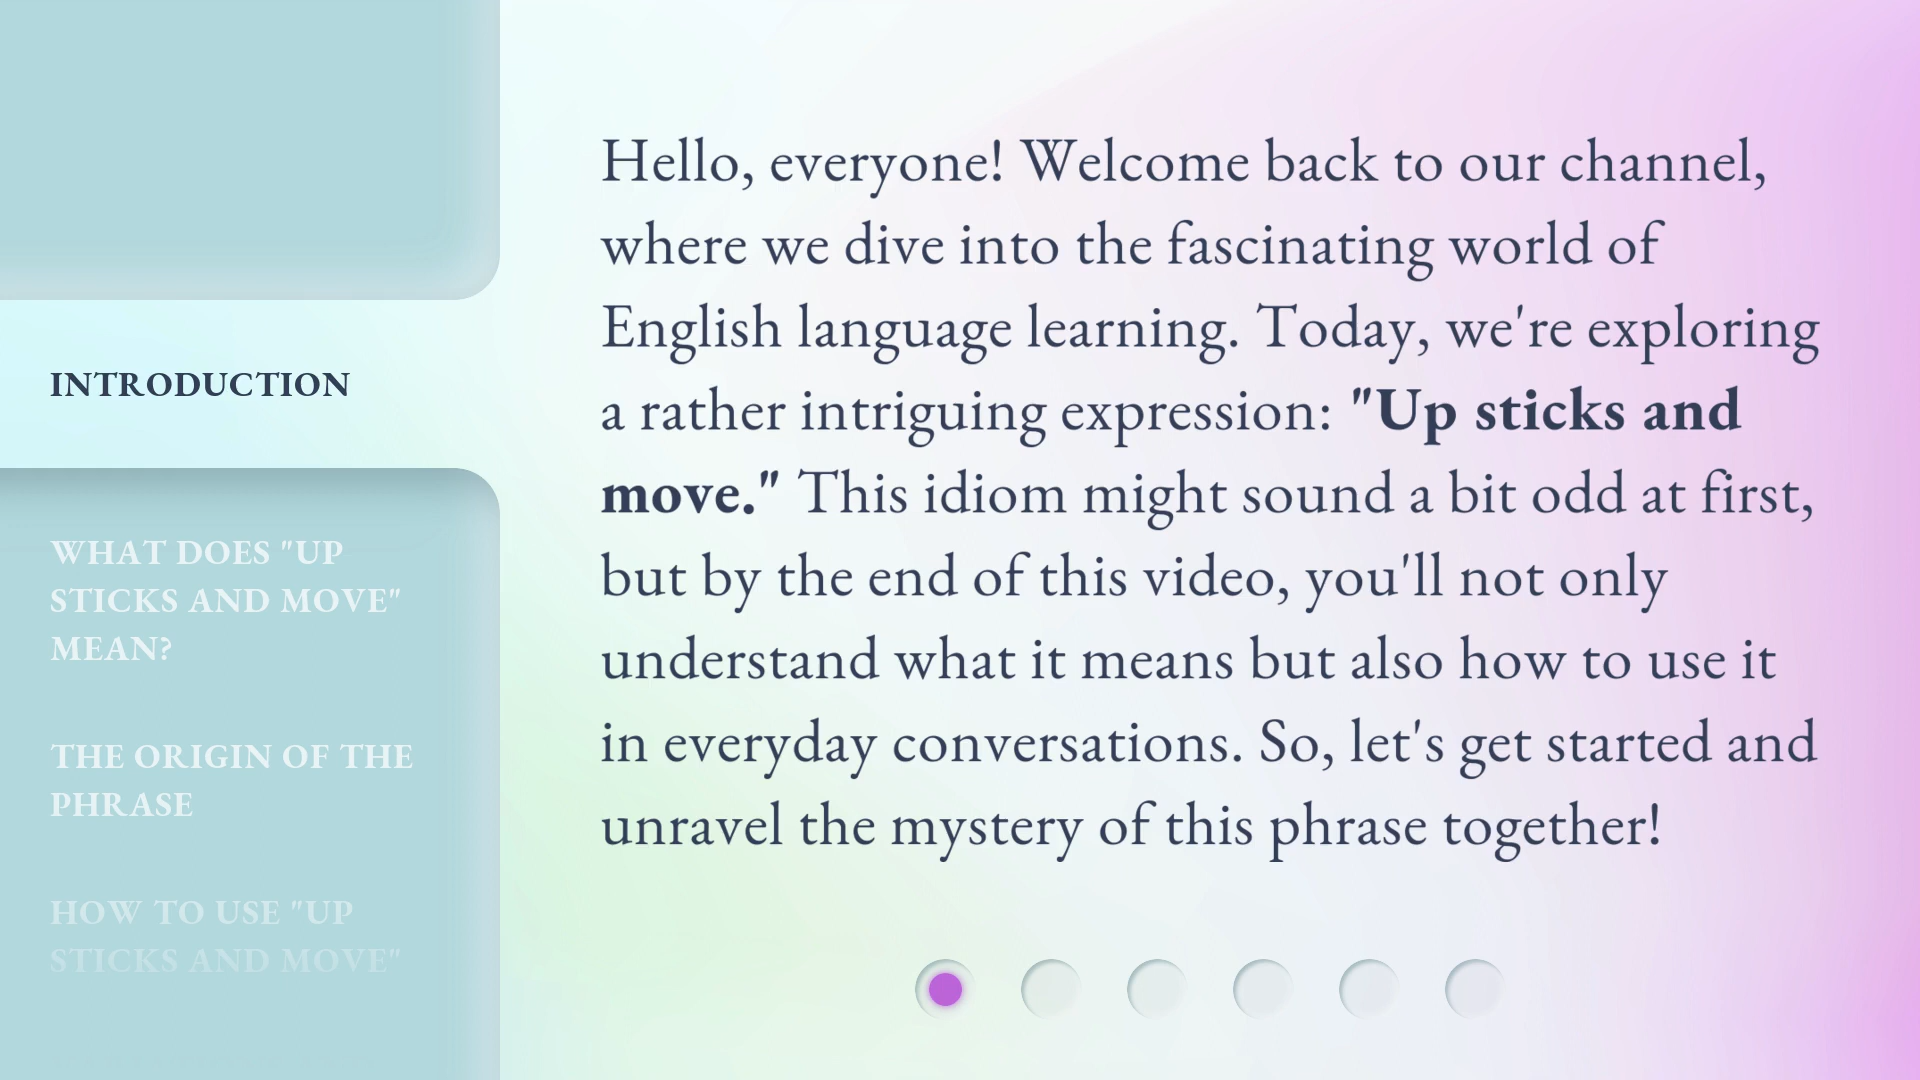 INTRODUCTION
WHAT DOES "UP
STICKS AND MOVE"
MEAN?
THE ORIGIN OF THE
PHRASE
HOW TO USE "UP
STICKS AND MOVE"
Hello, everyone! Welcome back to our channel,
where we dive into the fascinating world of
English language learning. Today, we're exploring
a rather intriguing expression: "Up sticks and
move." This idiom might sound a bit odd at first,
but by the end of this video, you'll not only
understand what it means but also how to use it
in everyday conversations. So, let's get started and
unravel the mystery of this phrase together!